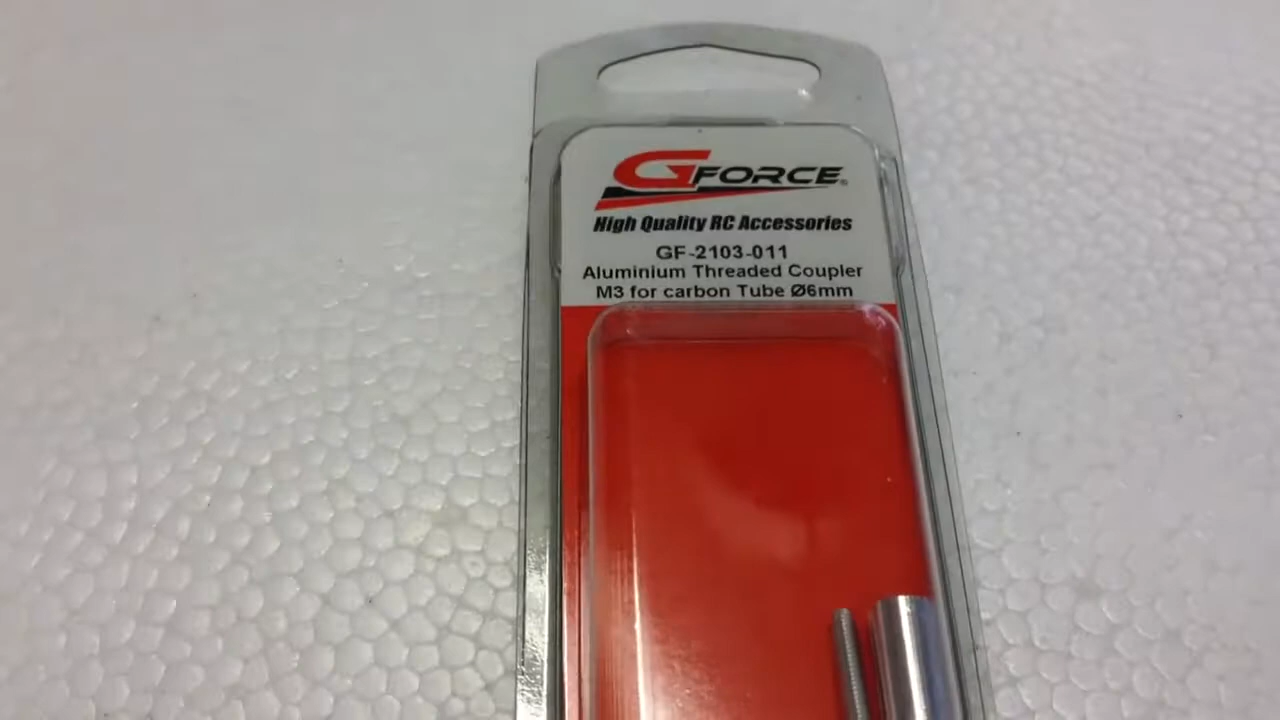 GFORCE®
High Quality RC Accessories
GF-2103-011
Aluminium Threaded Coupler
M3 for carbon Tube Ø6mm